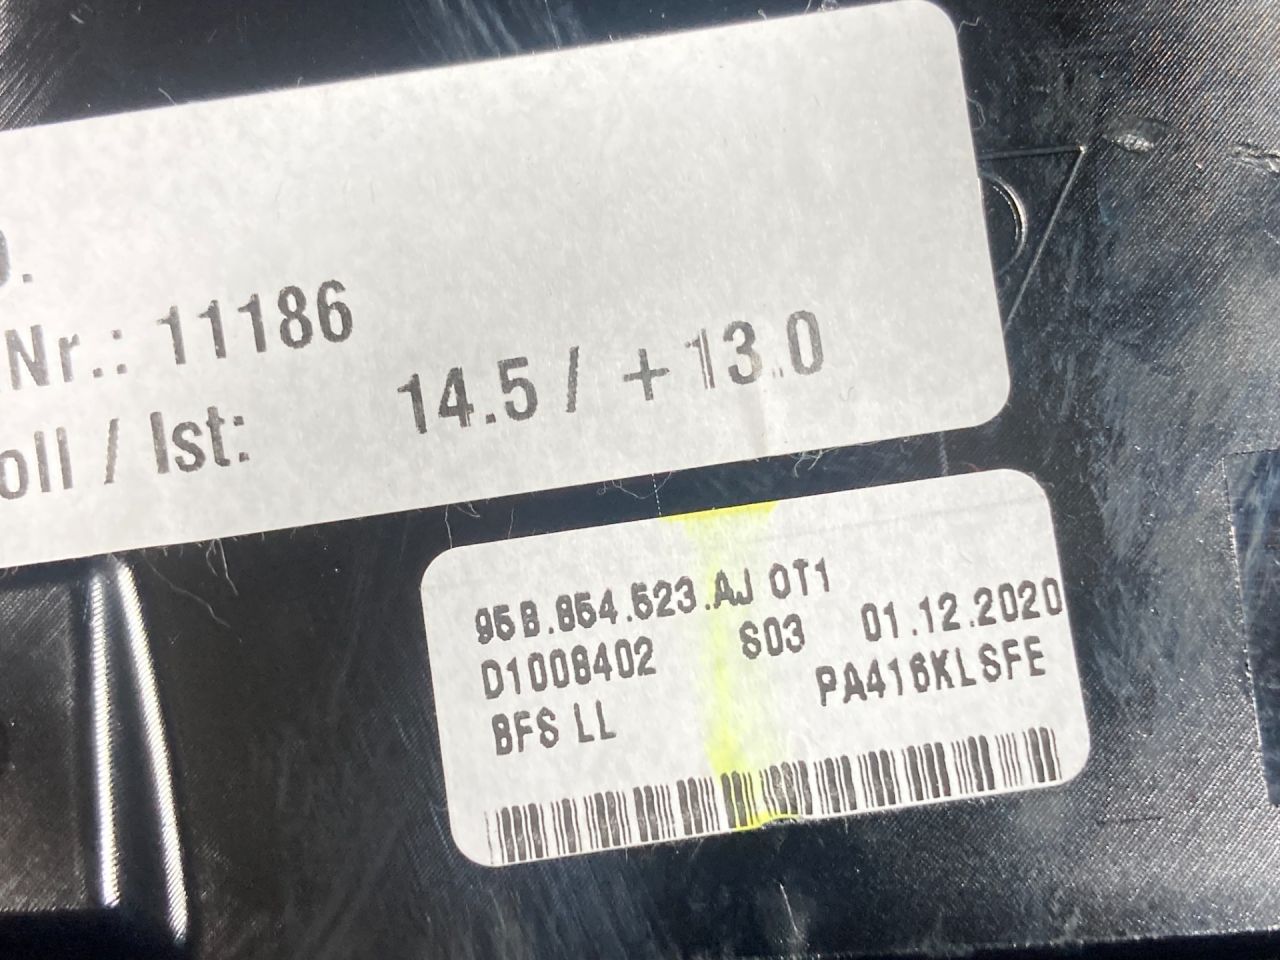 .
Nr.: 11186
oll / Ist: 14.5 / +13.0
95B.854.523.AJ OT1
D1008402 S03 01.12.2020
BFS LL PA416KLSFE